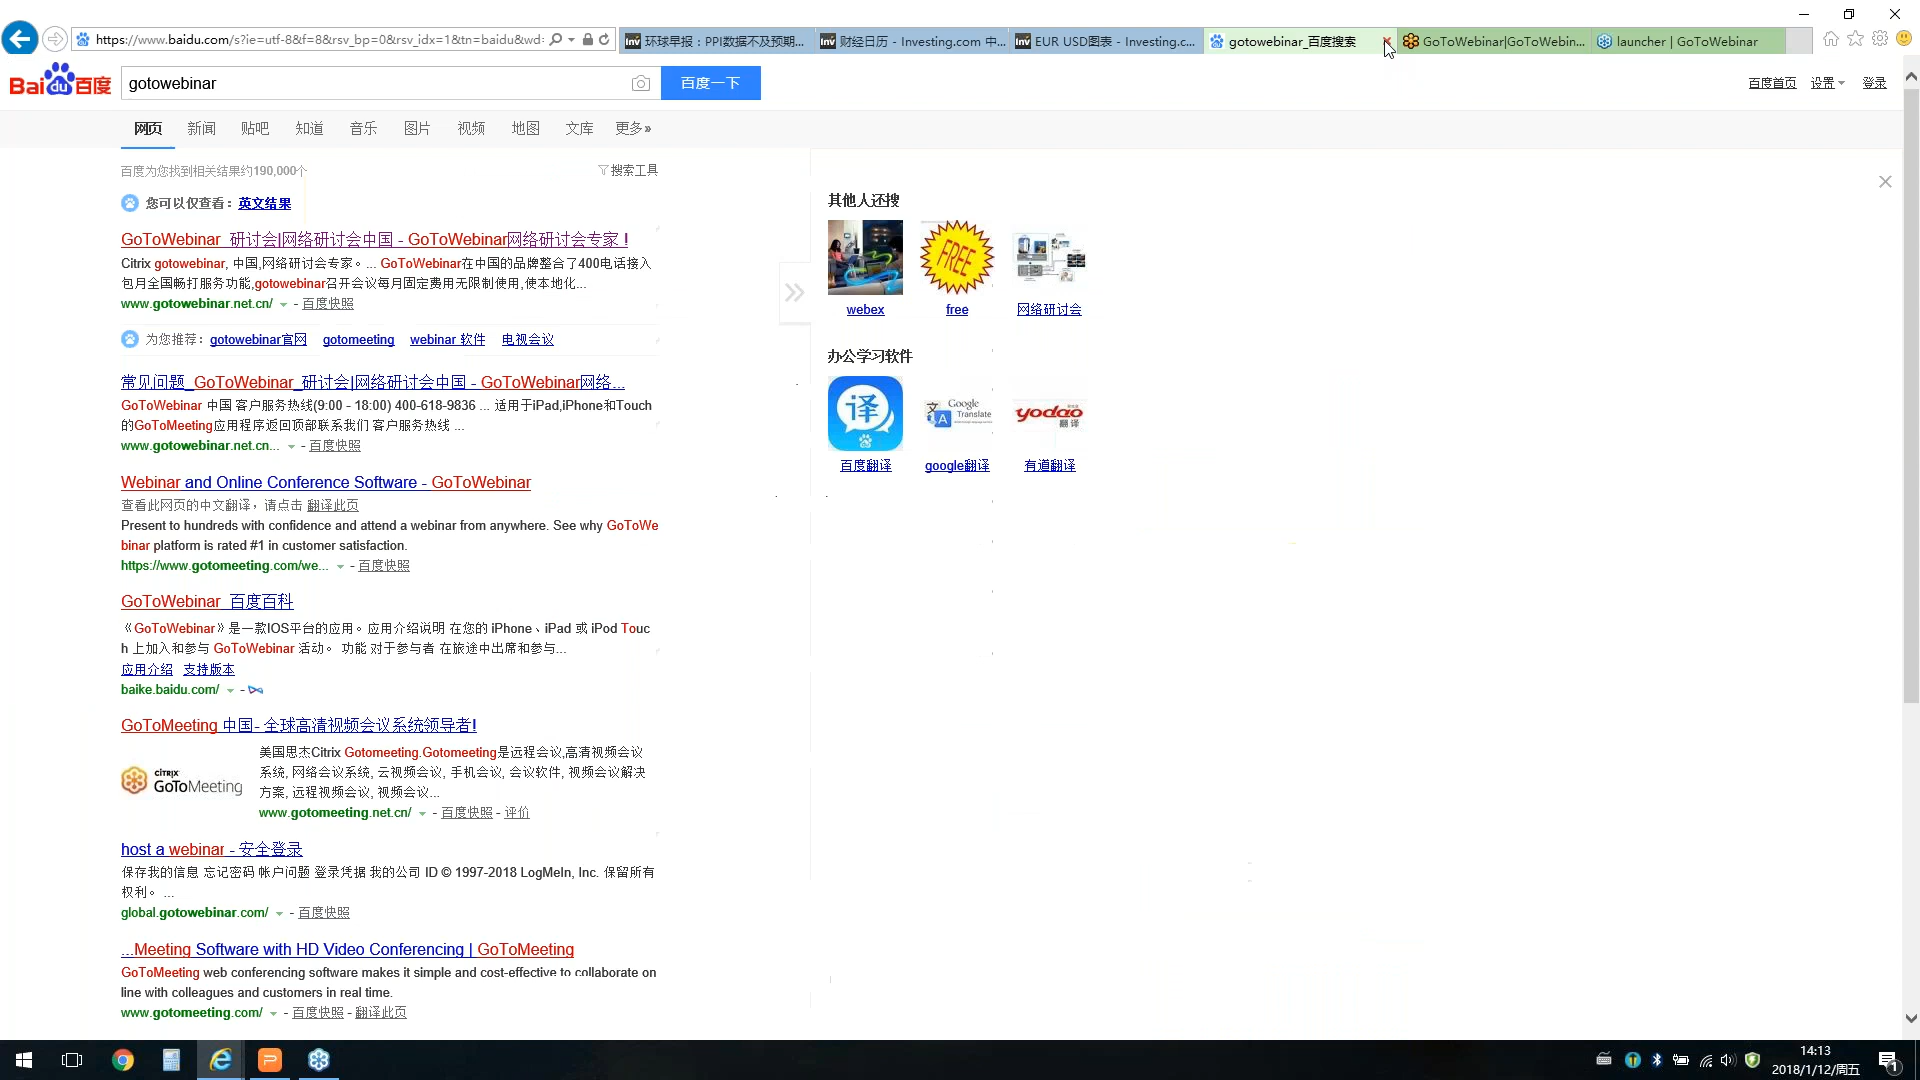 https://www.baidu.com/s?ie=utf-8&f=8&rsv_bp=0&rsv_idx=1&tn=baidu&wd:
环球早报：PPI数据不及预期...
财经日历 - Investing.com 中...
EUR USD图表 - Investing.c...
gotowebinar_百度搜索
GoToWebinar|GoToWebin...
launcher | GoToWebinar
Bai du 百度
gotowebinar
百度一下
百度首页 设置 登录
网页 新闻 贴吧 知道 音乐 图片 视频 地图 文库 更多»
百度为您找到相关结果约190,000个
搜索工具
您可以仅查看：英文结果
GoToWebinar_研讨会|网络研讨会中国 - GoToWebinar网络研讨会专家！
Citrix gotowebinar, 中国,网络研讨会专家。... GoToWebinar在中国的品牌整合了400电话接入
包月全国畅打服务功能,gotowebinar召开会议每月固定费用无限制使用,使本地化...
www.gotowebinar.net.cn/ - 百度快照
为您推荐： gotowebinar官网 gotomeeting webinar 软件 电视会议
常见问题_GoToWebinar_研讨会|网络研讨会中国 - GoToWebinar网络...
GoToWebinar 中国 客户服务热线(9:00 - 18:00) 400-618-9836 ... 适用于iPad,iPhone和Touch
的GoToMeeting应用程序返回顶部联系我们 客户服务热线 ...
www.gotowebinar.net.cn... - 百度快照
Webinar and Online Conference Software - GoToWebinar
查看此网页的中文翻译，请点击 翻译此页
Present to hundreds with confidence and attend a webinar from anywhere. See why GoToWe
binar platform is rated #1 in customer satisfaction.
https://www.gotomeeting.com/we... - 百度快照
GoToWebinar_百度百科
《GoToWebinar》是一款IOS平台的应用。应用介绍说明 在您的 iPhone、iPad 或 iPod Touc
h 上加入和参与 GoToWebinar 活动。 功能 对于参与者 在旅途中出席和参与...
应用介绍 支持版本
baike.baidu.com/ -
GoToMeeting 中国- 全球高清视频会议系统领导者!
CITRIX
GoToMeeting
美国思杰Citrix Gotomeeting.Gotomeeting是远程会议,高清视频会议
系统, 网络会议系统, 云视频会议, 手机会议, 会议软件, 视频会议解决
方案, 远程视频会议, 视频会议...
www.gotomeeting.net.cn/ - 百度快照 - 评价
host a webinar - 安全登录
保存我的信息 忘记密码 帐户问题 登录凭据 我的公司 ID © 1997-2018 LogMeIn, Inc. 保留所有
权利。 ...
global.gotowebinar.com/ - 百度快照
...Meeting Software with HD Video Conferencing | GoToMeeting
GoToMeeting web conferencing software makes it simple and cost-effective to collaborate on
line with colleagues and customers in real time.
www.gotomeeting.com/ - 百度快照 - 翻译此页
其他人还搜
FREE
webex free 网络研讨会
办公学习软件
译
Google
Translate
文 A
yodao
翻译
百度翻译 google翻译 有道翻译
14:13
2018/1/12/周五
1